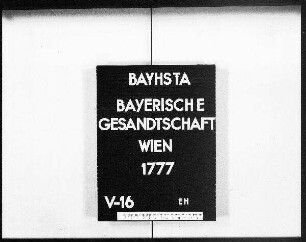 BAYHSTA
BAYERISCHE
GESANDTSCHAFT
WIEN
1777
V-16 EH